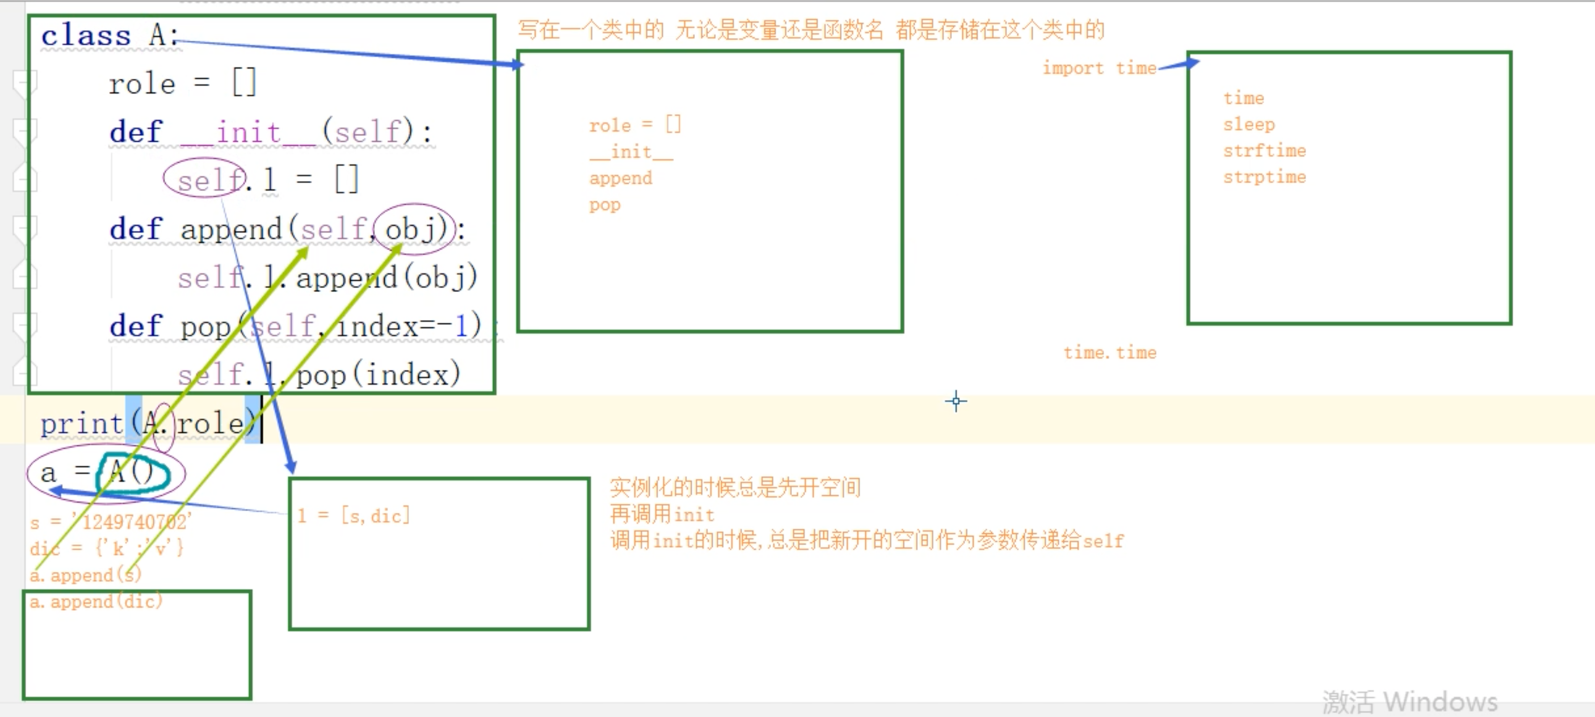 class A:
role = []
def __init__(self):
self.l = []
def append(self,obj):
self.l.append(obj)
def pop(self,index=-1):
self.l.pop(index)
print(A.role)
a = A()
s = '1249740702'
dic = {'k':'v'}
a.append(s)
a.append(dic)
写在一个类中的 无论是变量还是函数名 都是存储在这个类中的
role = []
__init__
append
pop
import time
time
sleep
strftime
strptime
time.time
l = [s,dic]
实例化的时候总是先开空间
再调用init
调用init的时候,总是把新开的空间作为参数传递给self
激活 Windows